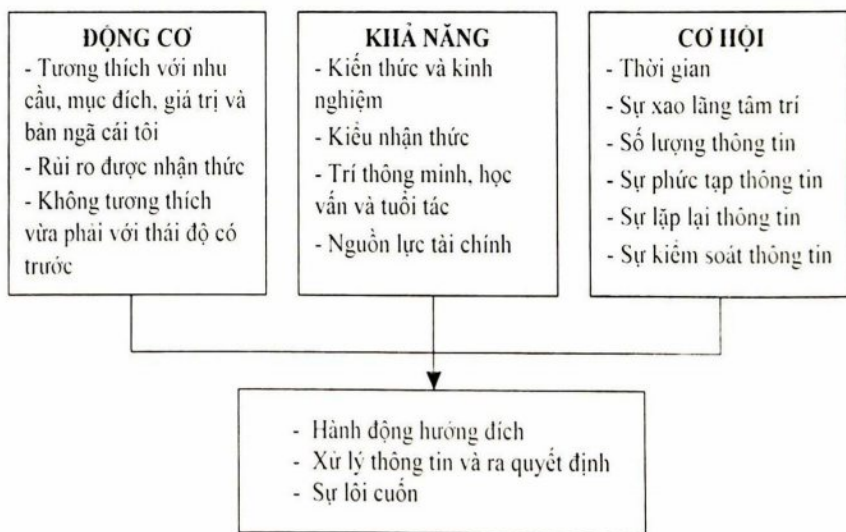 ĐỘNG CƠ
- Tương thích với nhu
cầu, mục đích, giá trị và
bản ngã cái tôi
- Rủi ro được nhận thức
- Không tương thích
vừa phải với thái độ có
trước
KHẢ NĂNG
- Kiến thức và kinh
nghiệm
- Kiểu nhận thức
- Trí thông minh, học
vấn và tuổi tác
- Nguồn lực tài chính
CƠ HỘI
- Thời gian
- Sự xao lãng tâm trí
- Số lượng thông tin
- Sự phức tạp thông tin
- Sự lặp lại thông tin
- Sự kiểm soát thông tin
- Hành động hướng đích
- Xử lý thông tin và ra quyết định
- Sự lôi cuốn